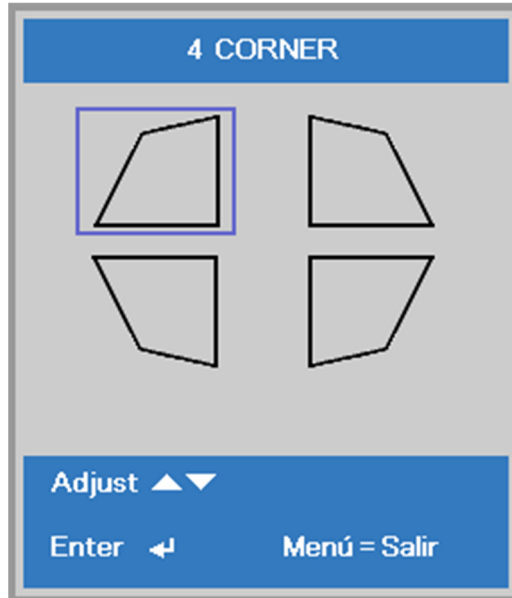 4 CORNER
Adjust ▲▼
Enter ↵ Menú = Salir